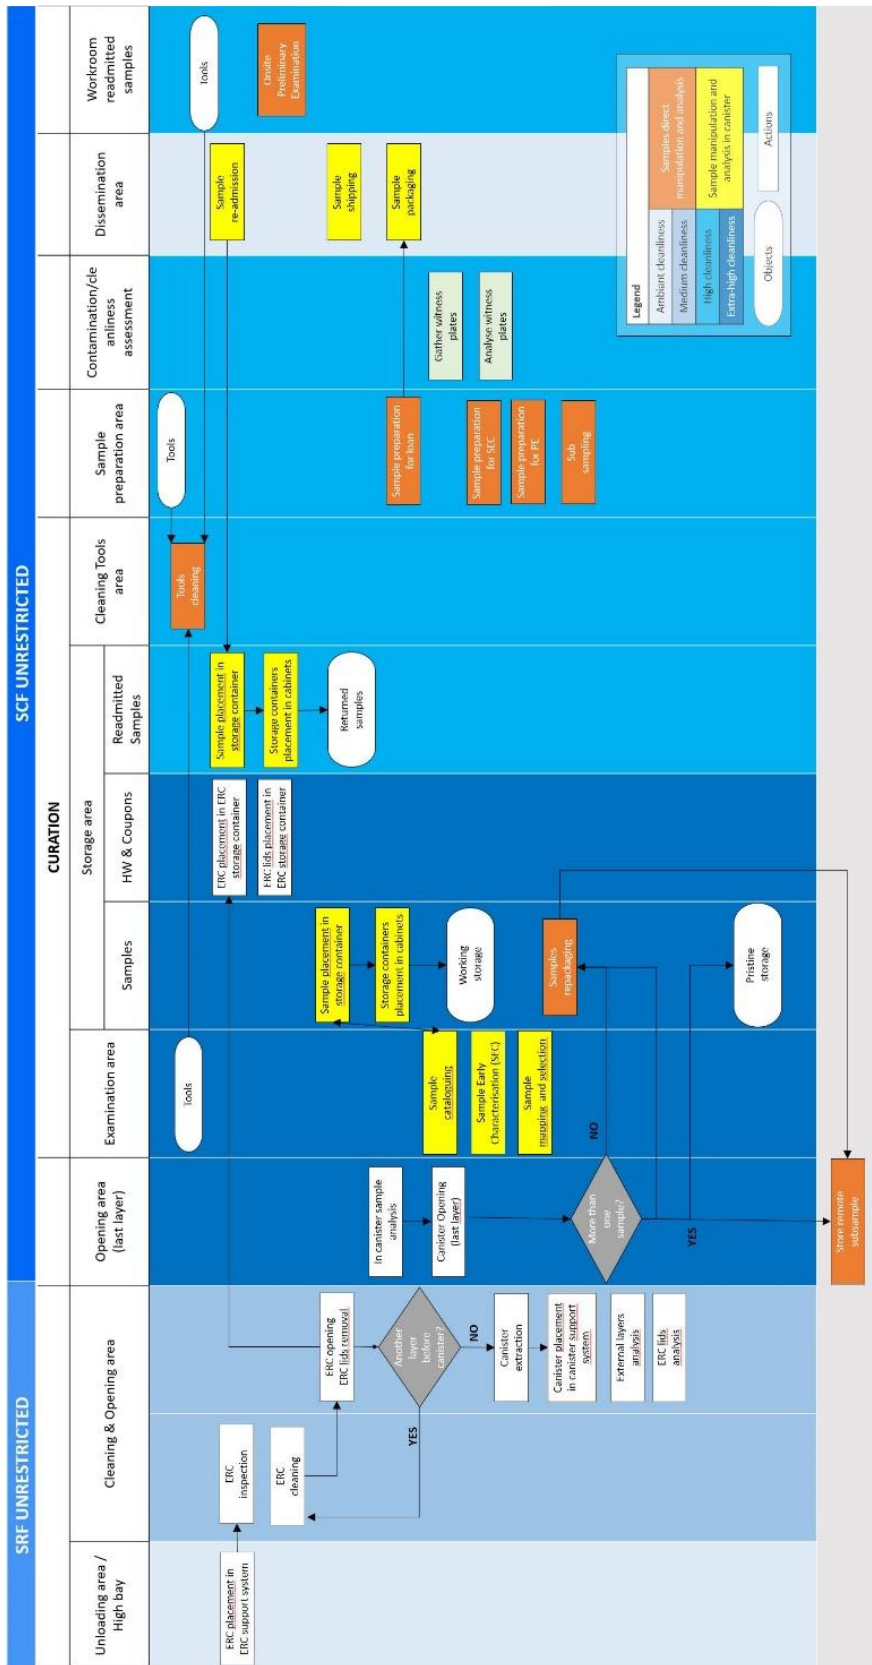 SRF UNRESTRICTED
SCF UNRESTRICTED
CURATION
Unloading area /
High bay
Cleaning & Opening area
Opening area
(last layer)
Examination area
Storage area
Samples
HW & Coupons
Readmitted
Samples
Cleaning Tools
area
Sample
preparation area
Contamination/cle
anliness
assessment
Dissemination
area
Workroom
readmitted
samples
ERC placement in
ERC support system
ERC
inspection
ERC
cleaning
ERC opening
ERC lids removal
Another
layer
before
canister?
YES
NO
Canister
extraction
Canister placement
in canister support
system
External layers
analysis
ERC lids
analysis
In canister sample
analysis
Canister Opening
(last layer)
More than
one
sample?
NO
YES
Store remote
subsample
Tools
Sample
cataloguing
Sample Early
Characterisation (SEC)
Sample
mapping, and selection
Sample placement in
storage container
Storage containers
placement in cabinets
Working
storage
Samples
repackaging
Pristine
storage
ERC placement in ERC
storage container
ERC lids placement in
ERC storage container
Sample placement in
storage container
Storage containers
placement in cabinets
Returned
samples
Tools
cleaning
Tools
Sample preparation
for loan
Sample preparation
for SEC
Sample preparation
for PE
Sub
sampling
Gather witness
plates
Analyse witness
plates
Sample
re-admission
Sample
shipping
Sample
packaging
Tools
Onsite
Preliminary
Examination
Legend
Ambiant cleanliness
Medium cleanliness
High cleanliness
Extra-high cleanliness
Samples direct
manipulation and analysis
Sample manipulation and
analysis in canister
Objects
Actions